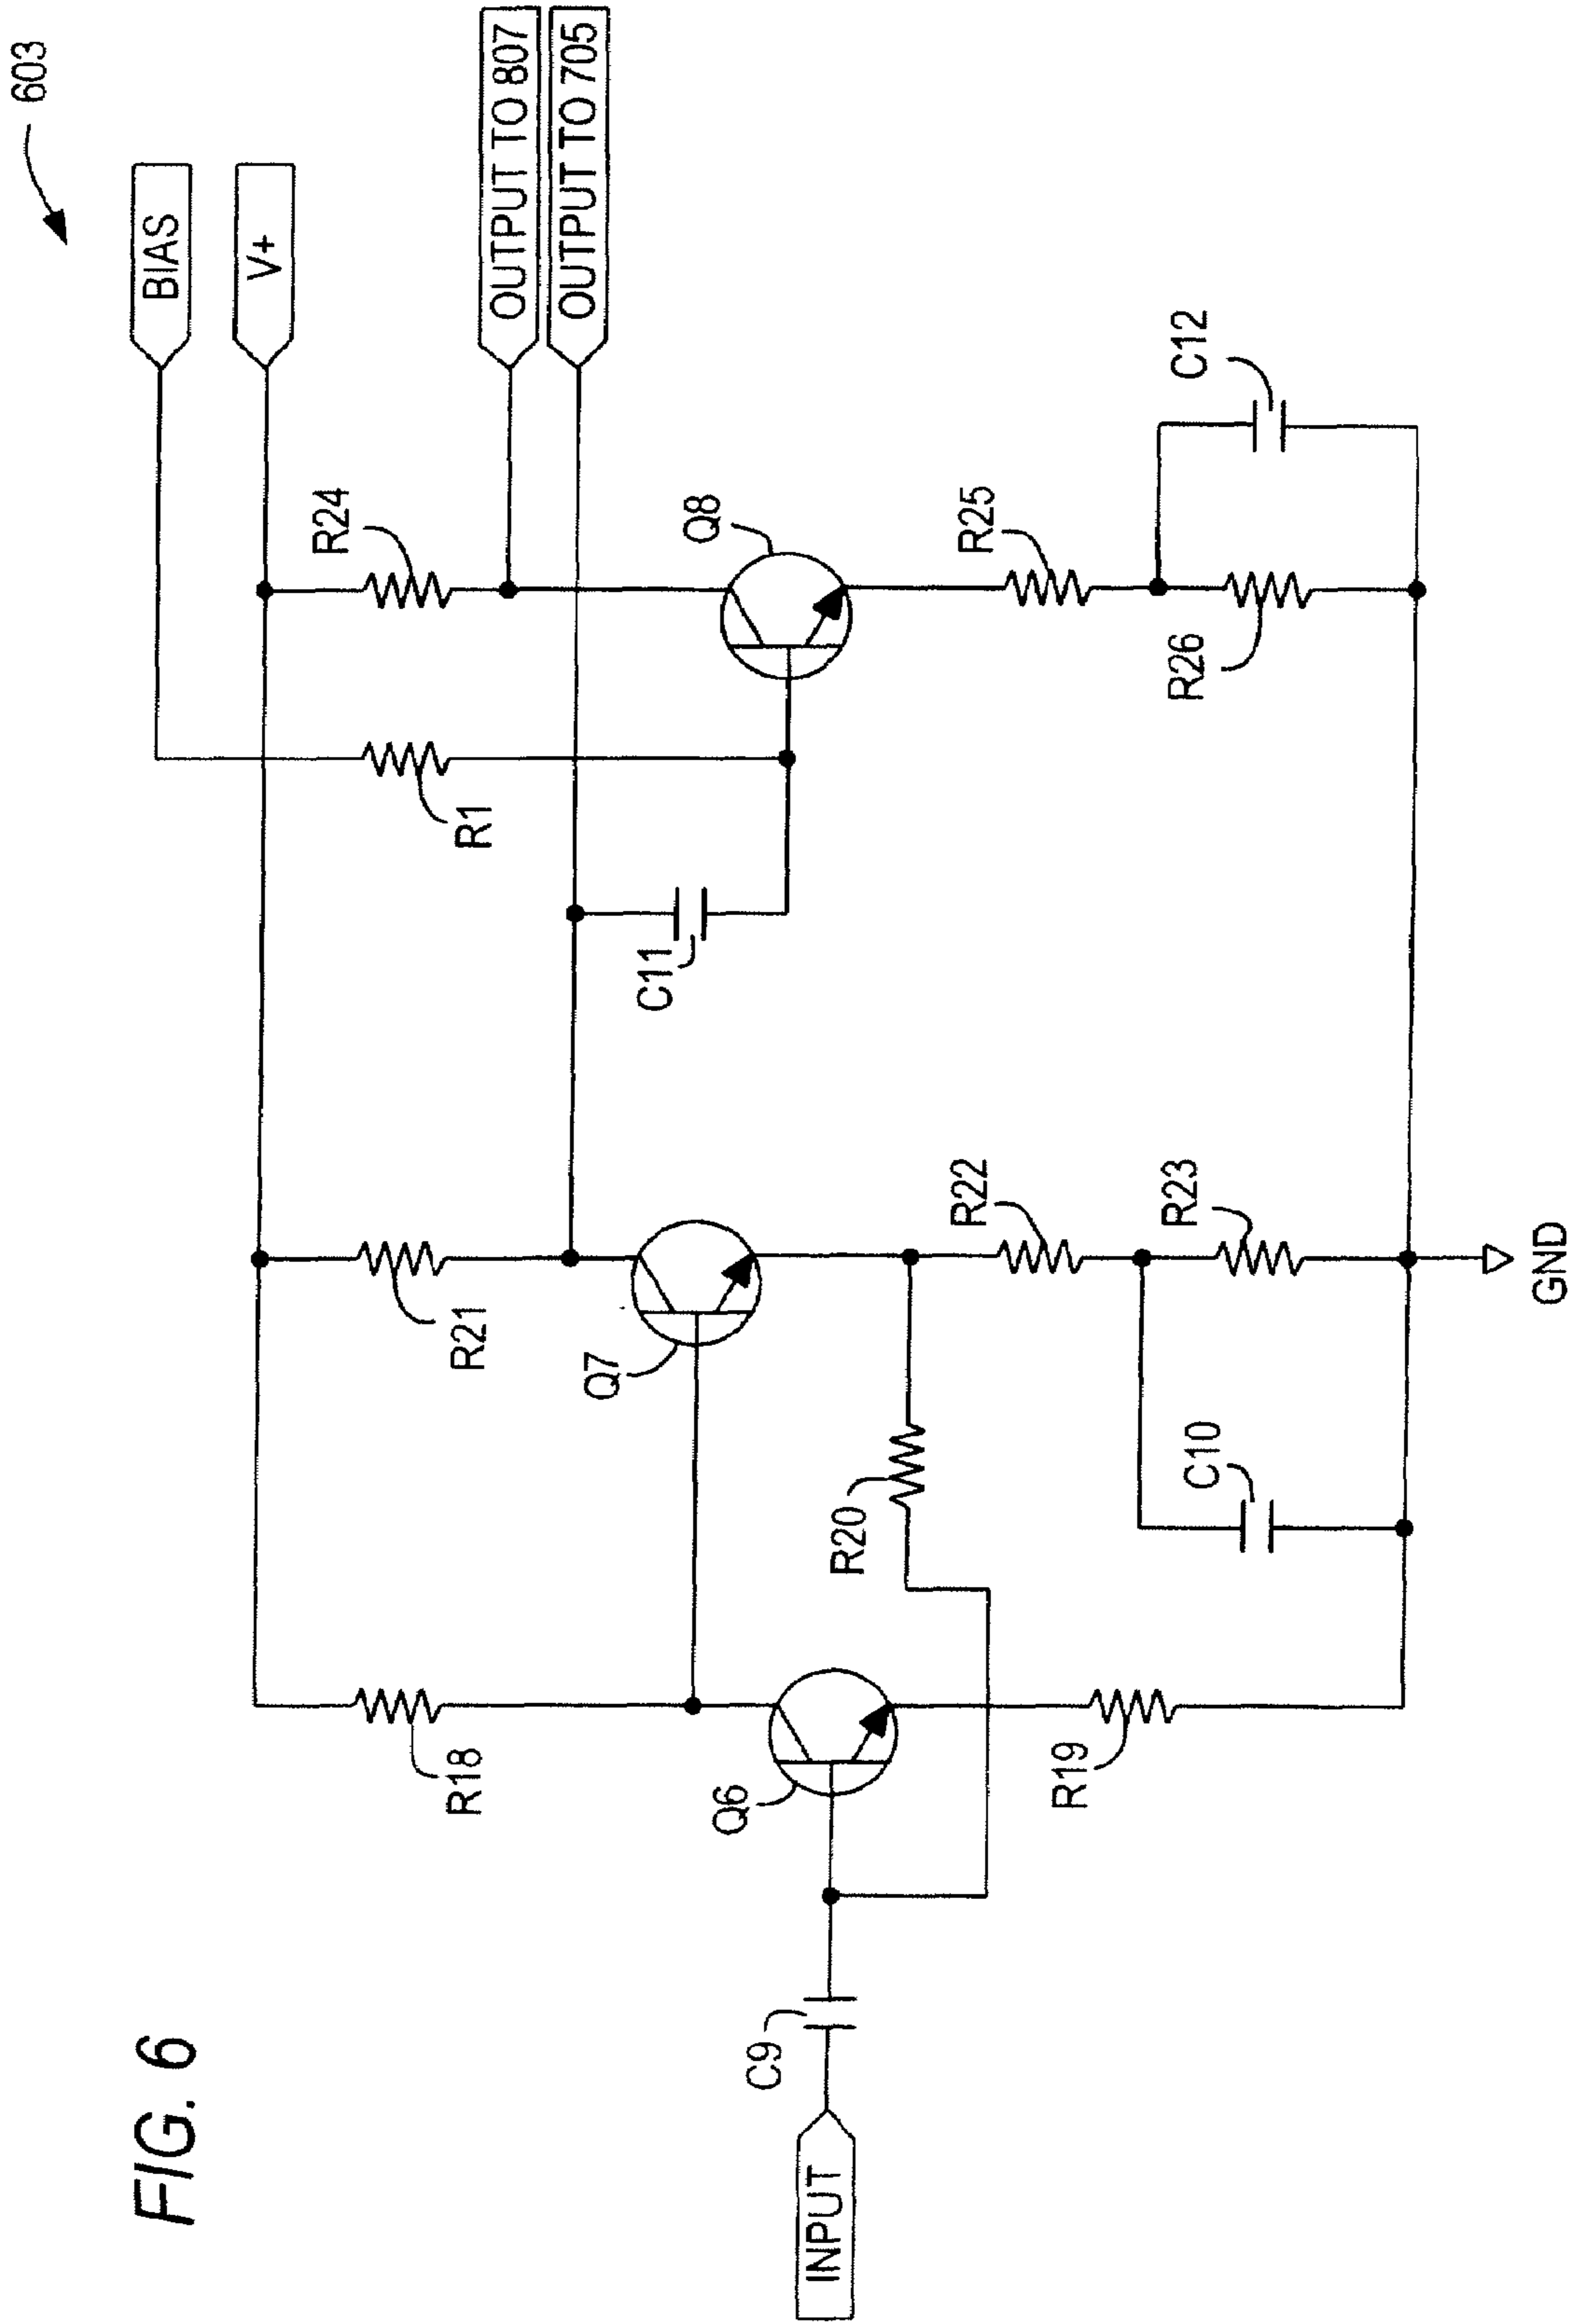 FIG. 6
603
BIAS
V+
OUTPUT TO 807
OUTPUT TO 705
R24
R1
R21
R18
C11
Q8
Q7
Q6
C9
INPUT
R20
R25
R22
R19
C12
R26
R23
C10
GND